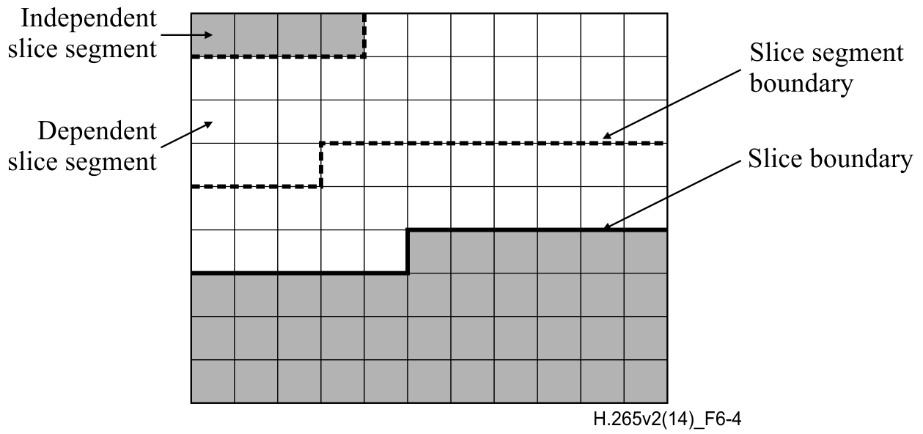 Independent
slice segment
Dependent
slice segment
Slice segment
boundary
Slice boundary
H.265v2(14)_F6-4